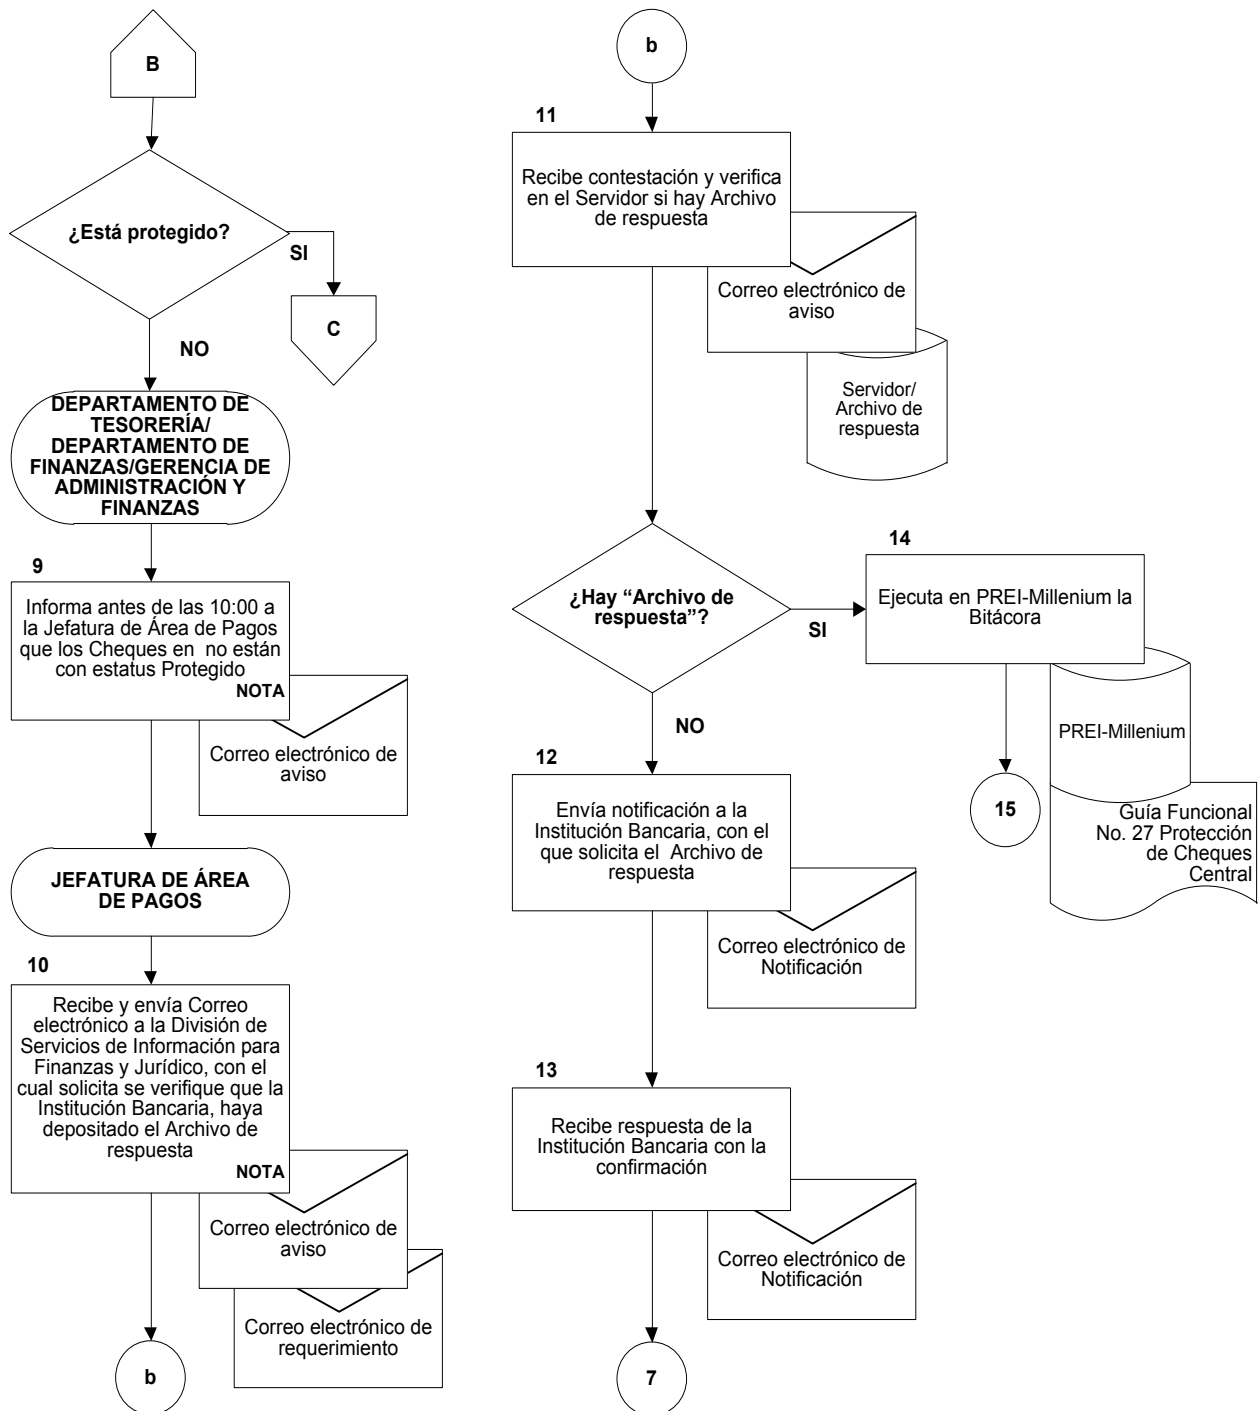 B
¿Está protegido?
SI
C
NO
DEPARTAMENTO DE
TESORERÍA/
DEPARTAMENTO DE
FINANZAS/GERENCIA DE
ADMINISTRACIÓN Y
FINANZAS
9
Informa antes de las 10:00 a
la Jefatura de Área de Pagos
que los Cheques en no están
con estatus Protegido
NOTA
Correo electrónico de
aviso
JEFATURA DE ÁREA
DE PAGOS
10
Recibe y envía Correo
electrónico a la División de
Servicios de Información para
Finanzas y Jurídico, con el
cual solicita se verifique que la
Institución Bancaria, haya
depositado el Archivo de
respuesta
NOTA
Correo electrónico de
aviso
Correo electrónico de
requerimiento
b
b
11
Recibe contestación y verifica
en el Servidor si hay Archivo
de respuesta
Correo electrónico de
aviso
Servidor/
Archivo de
respuesta
¿Hay “Archivo de
respuesta”?
SI
14
Ejecuta en PREI-Millenium la
Bitácora
PREI-Millenium
Guía Funcional
No. 27 Protección
de Cheques
Central
15
NO
12
Envía notificación a la
Institución Bancaria, con el
que solicita el Archivo de
respuesta
Correo electrónico de
Notificación
13
Recibe respuesta de la
Institución Bancaria con la
confirmación
Correo electrónico de
Notificación
7